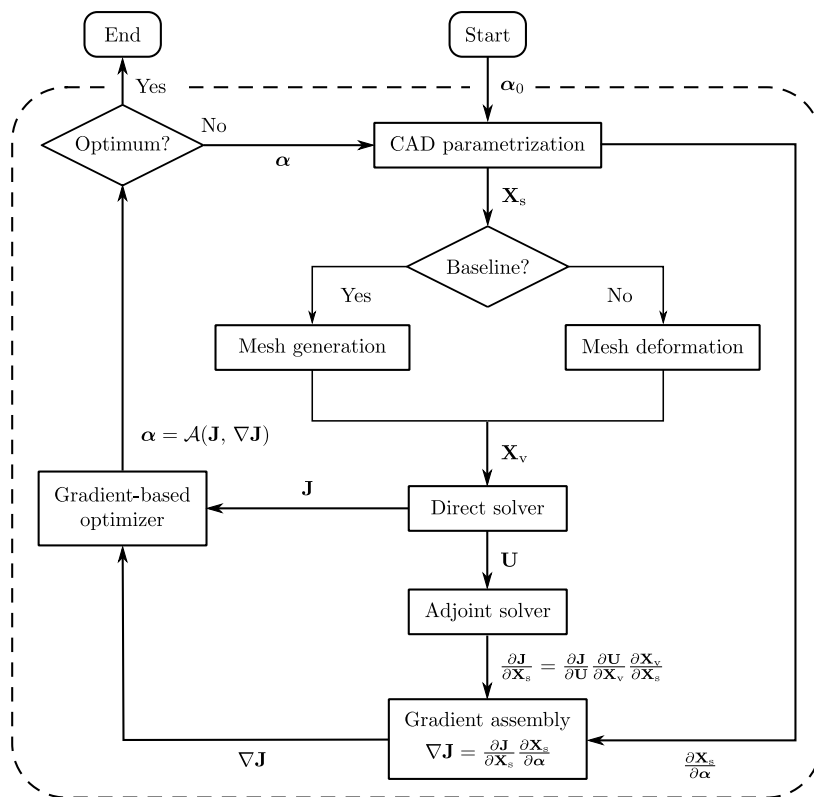 End
Start
Yes
α₀
Optimum?
No
α
CAD parametrization
Xₛ
Baseline?
Yes
No
Mesh generation
Mesh deformation
α = 𝒜(J, ∇J)
Xᵥ
Gradient-based
optimizer
J
Direct solver
U
Adjoint solver
∂J/∂Xₛ = ∂J/∂U ∂U/∂Xᵥ ∂Xᵥ/∂Xₛ
Gradient assembly
∇J = ∂J/∂Xₛ ∂Xₛ/∂α
∇J
∂Xₛ/∂α